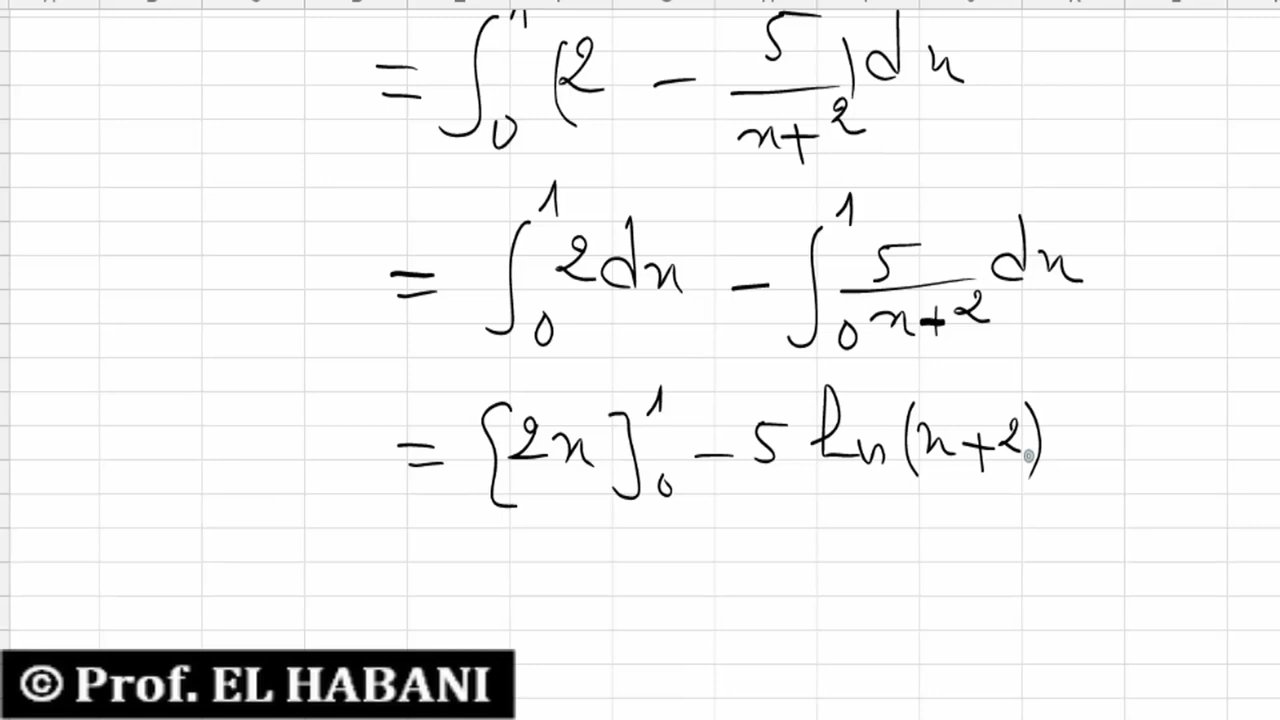 = ∫₀¹ (2 − 5/(x+2)) dx
= ∫₀¹ 2dx − ∫₀¹ 5/(x+2) dx
= [2x]₀¹ − 5 ln(x+2)
© Prof. EL HABANI